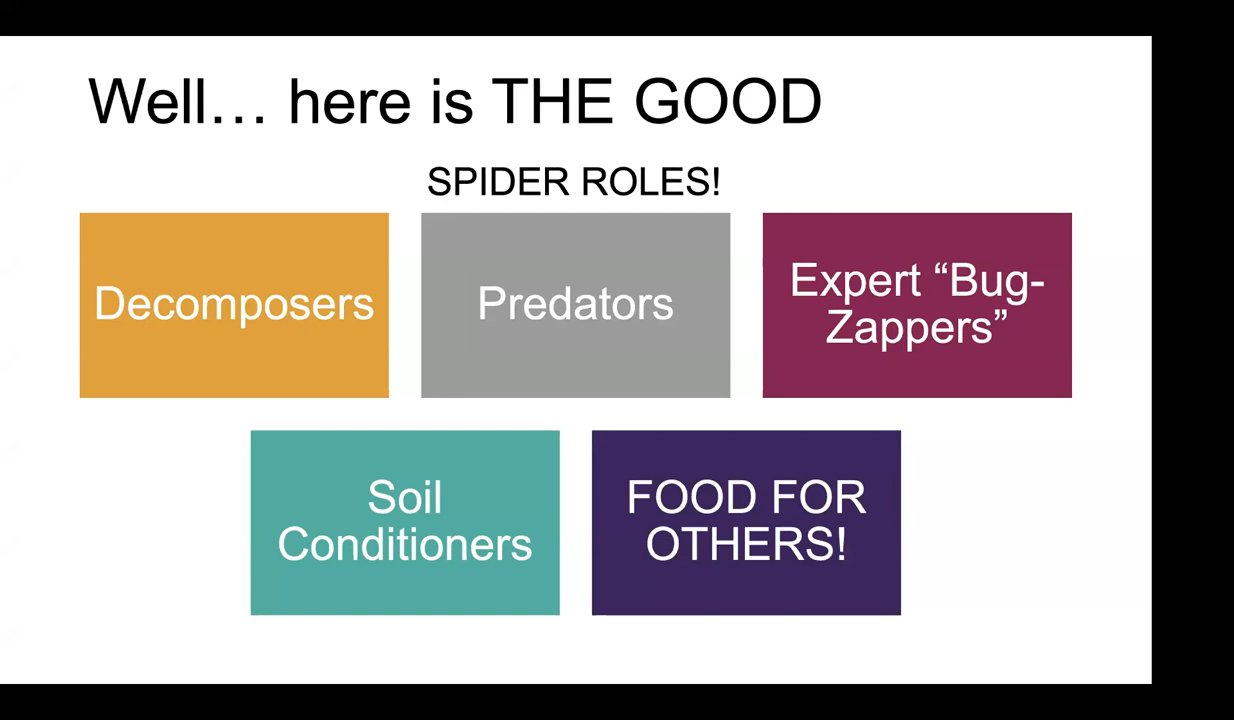 Well… here is THE GOOD
SPIDER ROLES!
Decomposers
Predators
Expert “Bug-
Zappers”
Soil
Conditioners
FOOD FOR
OTHERS!